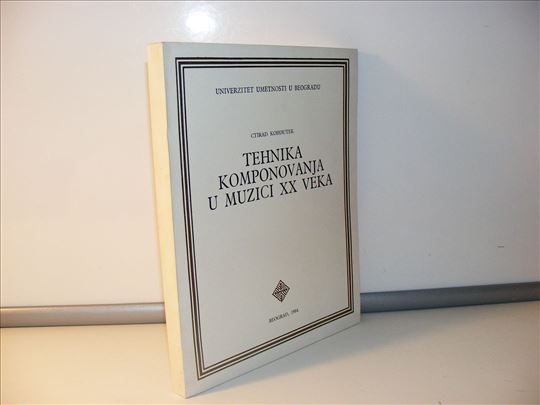 UNIVERZITET UMETNOSTI U BEOGRADU
CTIRAD KOHOUTEK
TEHNIKA
KOMPONOVANJA
U MUZICI XX VEKA
BEOGRAD, 1984.